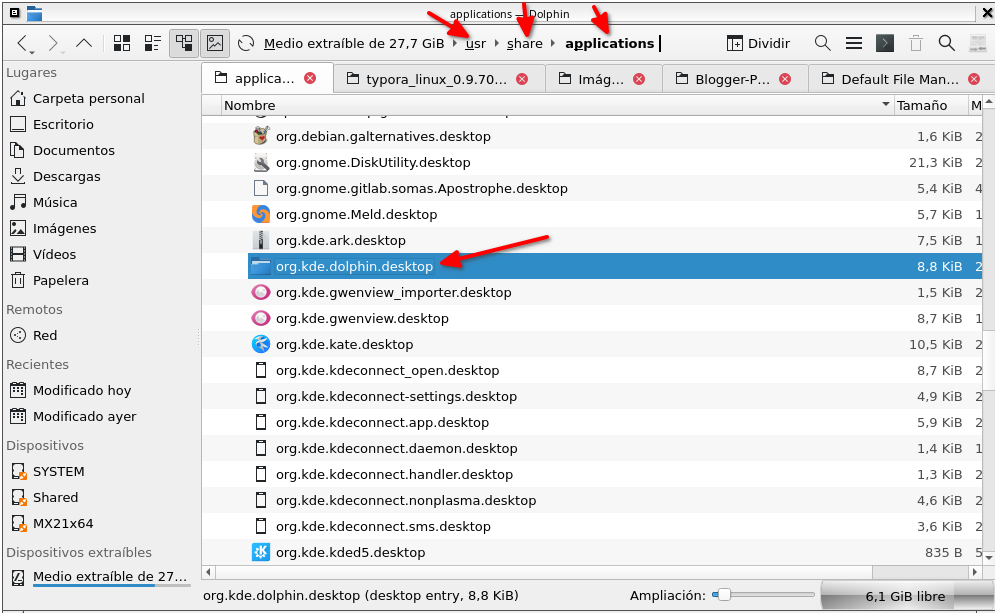 applications — Dolphin
Medio extraíble de 27,7 GiB usr share applications Dividir
Lugares
Carpeta personal
Escritorio
Documentos
Descargas
Música
Imágenes
Vídeos
Papelera
Remotos
Red
Recientes
Modificado hoy
Modificado ayer
Dispositivos
SYSTEM
Shared
MX21x64
Dispositivos extraíbles
Medio extraíble de 27...
applica... typora_linux_0.9.70... Imág... Blogger-P... Default File Man...
Nombre Tamaño M
org.debian.galternatives.desktop 1,6 KiB 2
org.gnome.DiskUtility.desktop 21,3 KiB 2
org.gnome.gitlab.somas.Apostrophe.desktop 5,4 KiB 4
org.gnome.Meld.desktop 5,7 KiB 1
org.kde.ark.desktop 7,5 KiB 1
org.kde.dolphin.desktop 8,8 KiB 2
org.kde.gwenview_importer.desktop 1,5 KiB 2
org.kde.gwenview.desktop 8,7 KiB 1
org.kde.kate.desktop 10,5 KiB 2
org.kde.kdeconnect_open.desktop 8,7 KiB 2
org.kde.kdeconnect-settings.desktop 4,9 KiB 2
org.kde.kdeconnect.app.desktop 5,9 KiB 2
org.kde.kdeconnect.daemon.desktop 1,4 KiB 1
org.kde.kdeconnect.handler.desktop 1,3 KiB 2
org.kde.kdeconnect.nonplasma.desktop 4,6 KiB 2
org.kde.kdeconnect.sms.desktop 3,6 KiB 2
org.kde.kded5.desktop 835 B 5
org.kde.dolphin.desktop (desktop entry, 8,8 KiB) Ampliación: 6,1 GiB libre